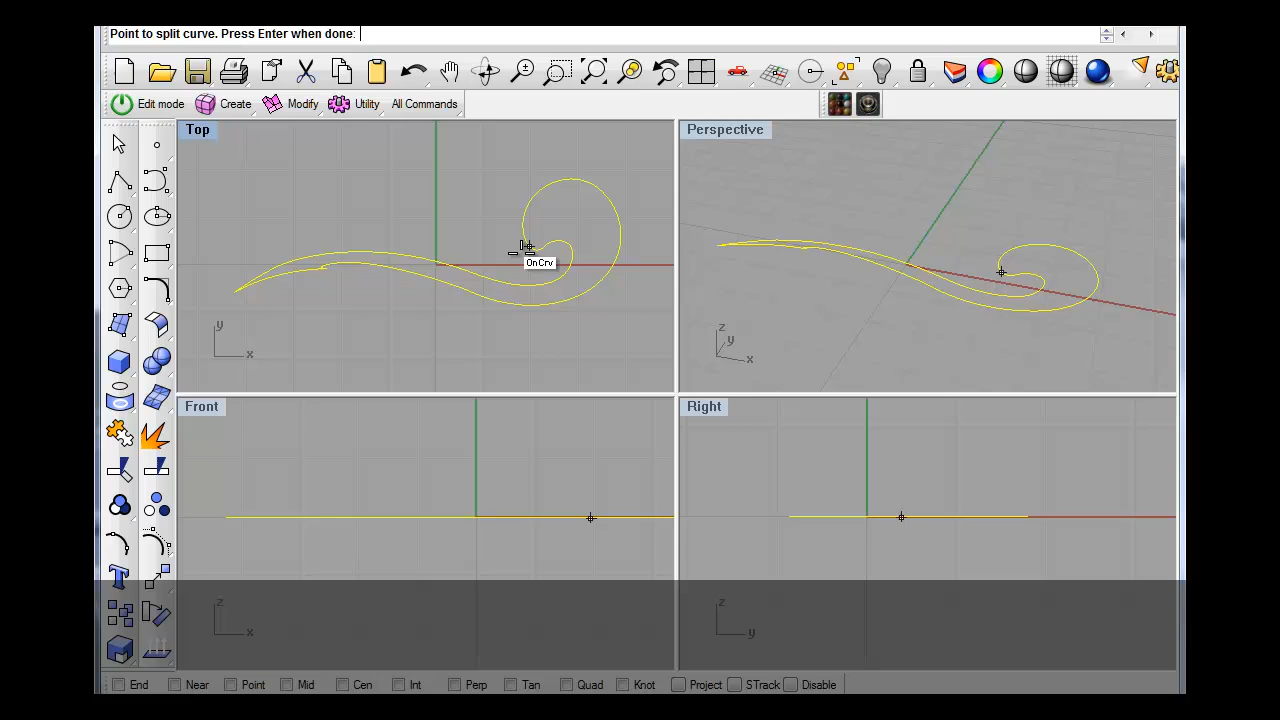 Point to split curve. Press Enter when done:
Edit mode Create Modify Utility All Commands
Top Perspective
OnCrv
y
x
z
y
x
Front Right
z
x
z
y
End Near Point Mid Cen Int Perp Tan Quad Knot Project STrack Disable